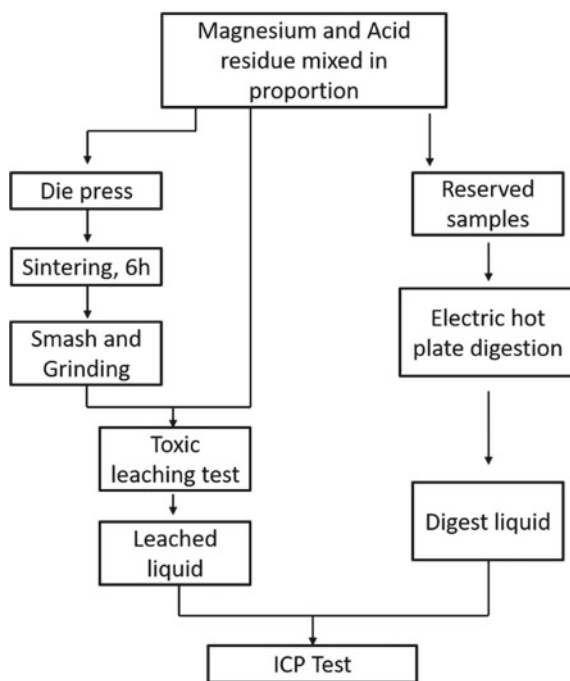 Magnesium and Acid
residue mixed in
proportion
Die press
Sintering, 6h
Smash and
Grinding
Toxic
leaching test
Leached
liquid
Reserved
samples
Electric hot
plate digestion
Digest liquid
ICP Test